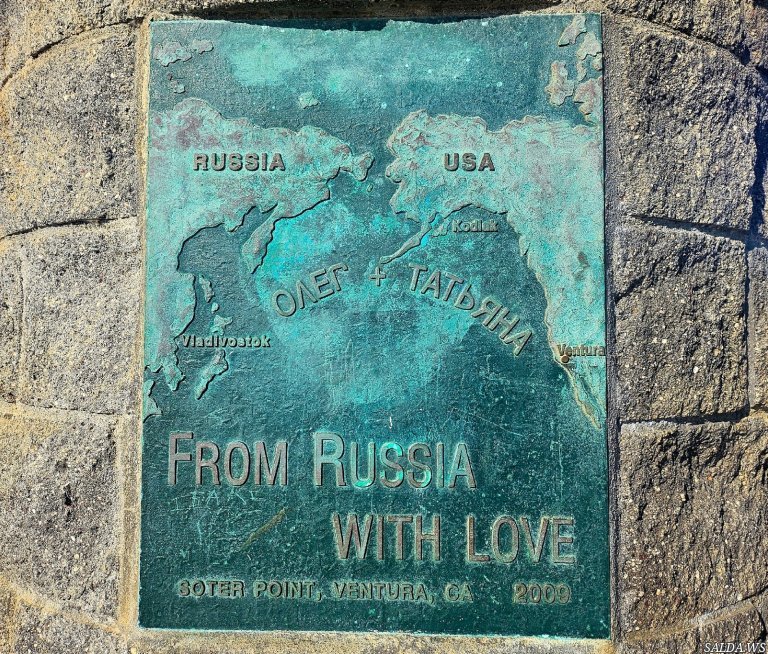 RUSSIA
USA
Kodiak
ОЛЕГ + ТАТЬЯНА
Vladivostok
Ventura
FROM RUSSIA
WITH LOVE
SOTER POINT, VENTURA, CA 2009
SALDA.WS